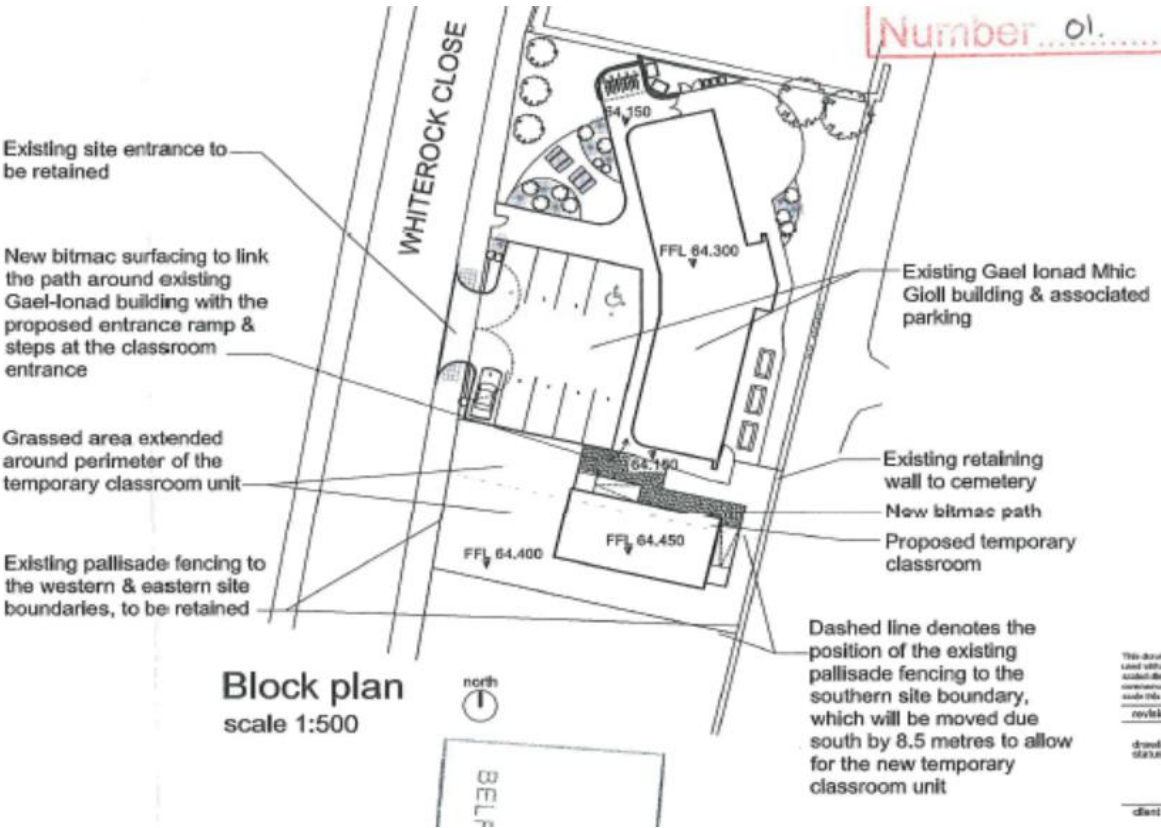 Number 01.
WHITEROCK CLOSE
Existing site entrance to
be retained
64.150
New bitmac surfacing to link
the path around existing
Gael-Ionad building with the
proposed entrance ramp &
steps at the classroom
entrance
FFL 64.300
Existing Gael Ionad Mhic
Gioll building & associated
parking
Grassed area extended
around perimeter of the
temporary classroom unit
64.160
Existing retaining
wall to cemetery
New bitmac path
Proposed temporary
classroom
FFL 64.400
FFL 64.450
Existing pallisade fencing to
the western & eastern site
boundaries, to be retained
Dashed line denotes the
position of the existing
pallisade fencing to the
southern site boundary,
which will be moved due
south by 8.5 metres to allow
for the new temporary
classroom unit
Block plan
scale 1:500
north
BELF
client